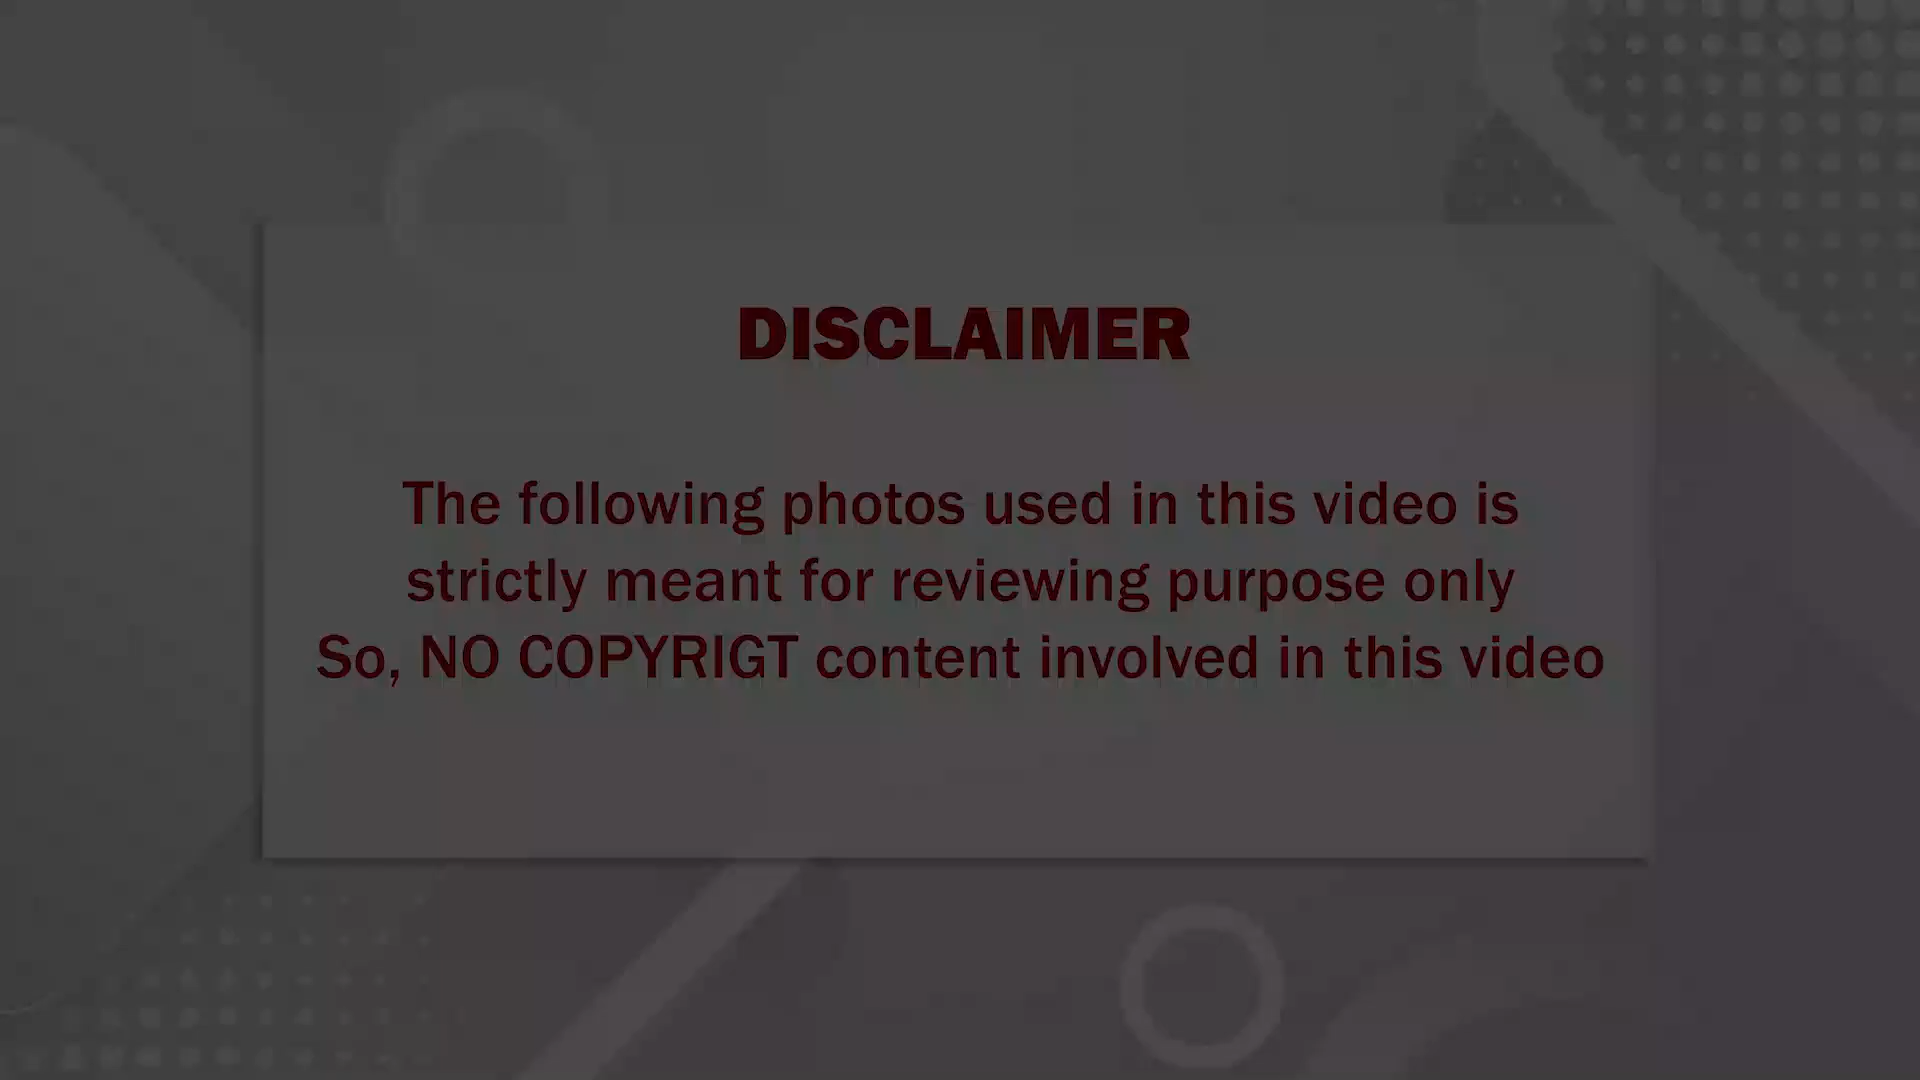 DISCLAIMER
The following photos used in this video is
strictly meant for reviewing purpose only
So, NO COPYRIGT content involved in this video